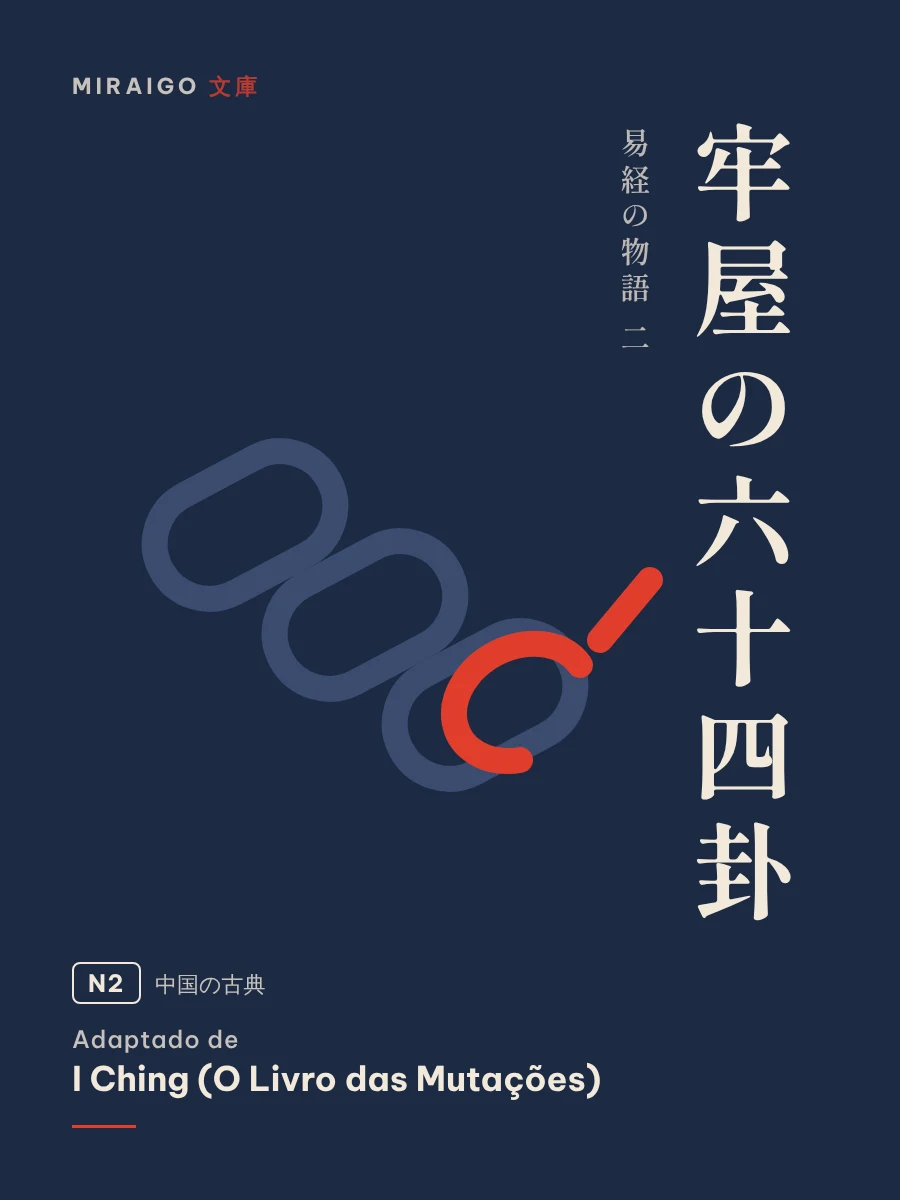 MIRAIGO 文庫
牢屋の六十四卦
易経の物語 二
N2 中国の古典
Adaptado de
I Ching (O Livro das Mutações)